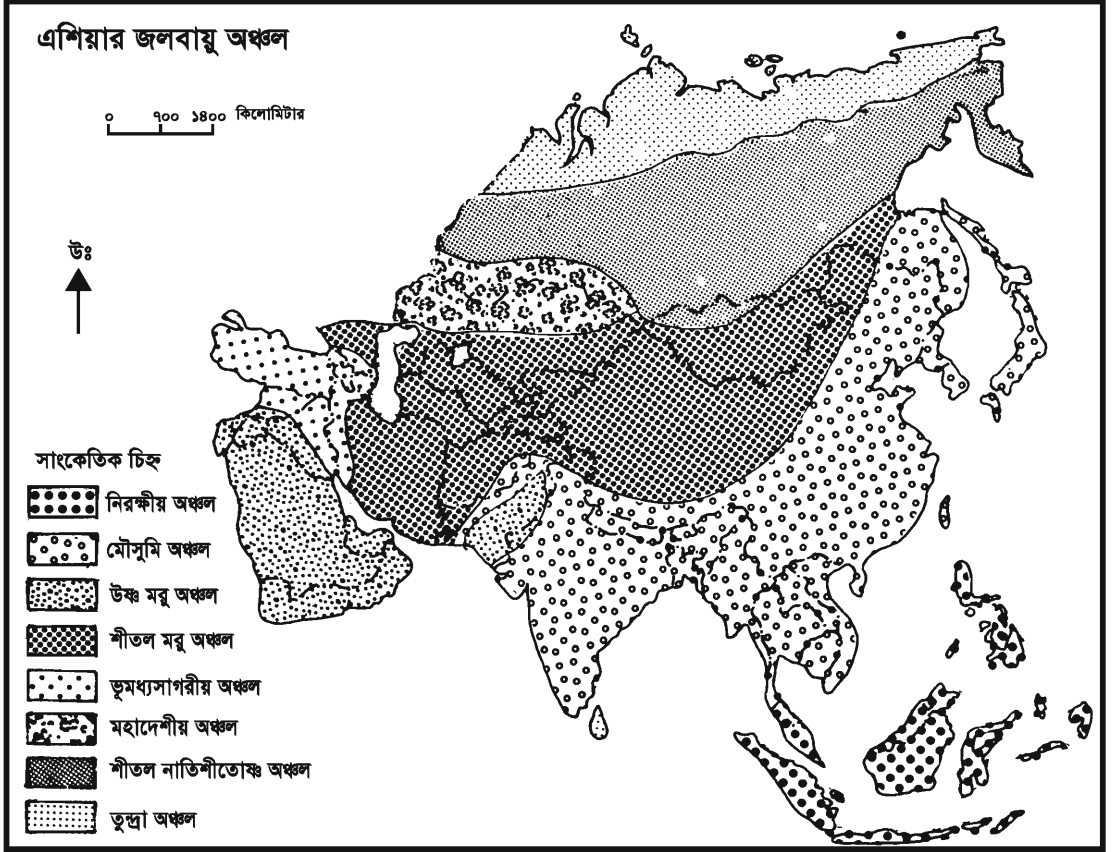 এশিয়ার জলবায়ু অঞ্চল
০ ৭০০ ১৪০০ কিলোমিটার
উঃ
সাংকেতিক চিহ্ন
নিরক্ষীয় অঞ্চল
মৌসুমি অঞ্চল
উষ্ণ মরু অঞ্চল
শীতল মরু অঞ্চল
ভূমধ্যসাগরীয় অঞ্চল
মহাদেশীয় অঞ্চল
শীতল নাতিশীতোষ্ণ অঞ্চল
তুন্দ্রা অঞ্চল